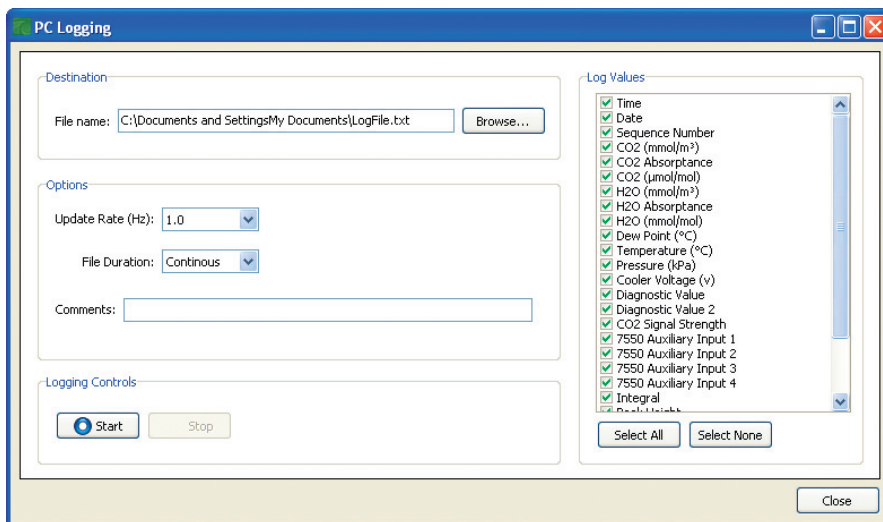 PC Logging
Destination
File name: C:\Documents and SettingsMy Documents\LogFile.txt Browse...
Options
Update Rate (Hz): 1.0
File Duration: Continous
Comments:
Logging Controls
Start Stop
Log Values
Time
Date
Sequence Number
CO2 (mmol/m³)
CO2 Absorptance
CO2 (µmol/mol)
H2O (mmol/m³)
H2O Absorptance
H2O (mmol/mol)
Dew Point (°C)
Temperature (°C)
Pressure (kPa)
Cooler Voltage (v)
Diagnostic Value
Diagnostic Value 2
CO2 Signal Strength
7550 Auxiliary Input 1
7550 Auxiliary Input 2
7550 Auxiliary Input 3
7550 Auxiliary Input 4
Integral
Select All Select None
Close